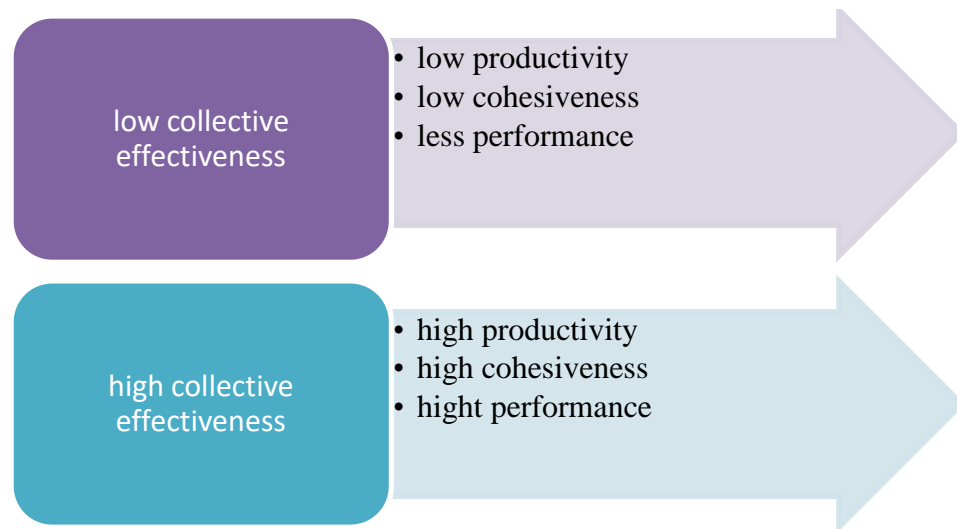 low collective
effectiveness
• low productivity
• low cohesiveness
• less performance
high collective
effectiveness
• high productivity
• high cohesiveness
• hight performance